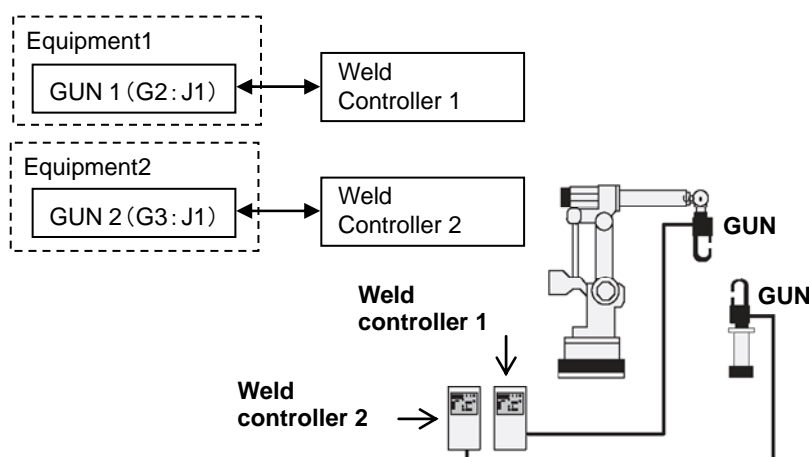 Equipment1
GUN 1（G2：J1）
Weld
Controller 1
Equipment2
GUN 2（G3：J1）
Weld
Controller 2
GUN
GUN
Weld
controller 1
Weld
controller 2